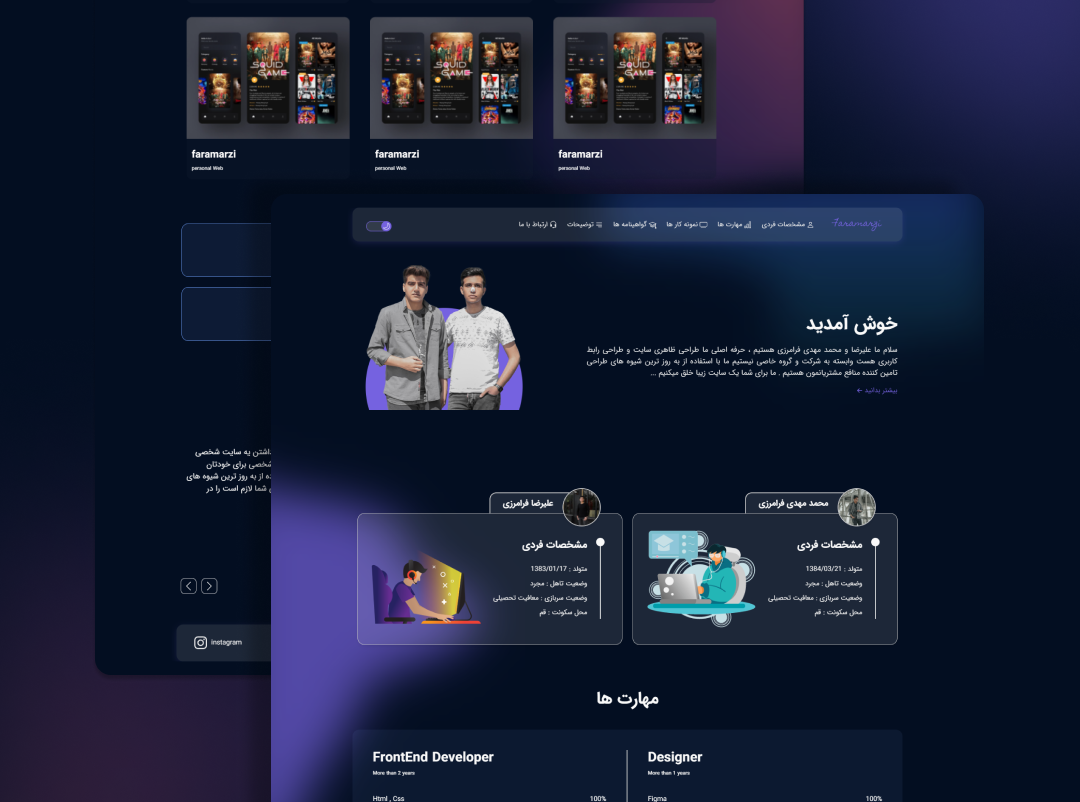 faramarzi
personal Web
faramarzi
personal Web
faramarzi
personal Web
Faramarzi
مشخصات فردی
مهارت ها
نمونه کار ها
گواهینامه ها
توضیحات
ارتباط با ما
خوش آمدید
سلام ما علیرضا و محمد مهدی فرامرزی هستیم ، حرفه اصلی ما طراحی ظاهری سایت و طراحی رابط
کاربری هست وابسته به شرکت و گروه خاصی نیستیم ما با استفاده از به روز ترین شیوه های طراحی
تامین کننده منافع مشتریانمون هستیم . ما برای شما یک سایت زیبا خلق میکنیم ...
بیشتر بدانید ←
محمد مهدی فرامرزی
مشخصات فردی
متولد : 1384/03/21
وضعیت تاهل : مجرد
وضعیت سربازی : معافیت تحصیلی
محل سکونت : قم
علیرضا فرامرزی
مشخصات فردی
متولد : 1383/01/17
وضعیت تاهل : مجرد
وضعیت سربازی : معافیت تحصیلی
محل سکونت : قم
داشتن یه سایت شخصی
شخصی برای خودتان
ده از به روز ترین شیوه های
شما لازم است را در
instagram
مهارت ها
FrontEnd Developer
More than 2 years
Html , Css 100%
Designer
More than 1 years
Figma 100%
SQUID GAME
SQUID GAME
SQUID GAME